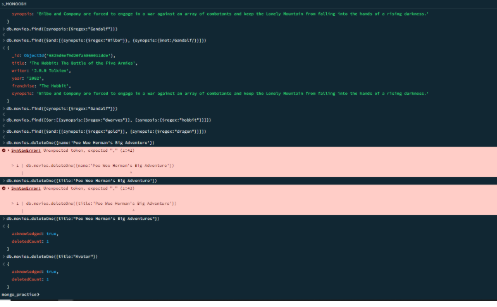 >_MONGOSH
synopsis: 'Bilbo and Company are forced to engage in a war against an array of combatants and keep the Lonely Mountain from falling into the hands of a rising darkness.'
}
> db.movies.find({synopsis:{$regex:"Gandalf"}})
> db.movies.find({$and:[{synopsis:{$regex:"Bilbo"}}, {synopsis:{$not:/Gandalf/}}]})
< {
_id:
title: 'The Hobbit: The Battle of the Five Armies',
writer: 'J.R.R Tolkien',
year:
franchise: 'The Hobbit',
synopsis: 'Bilbo and Company are forced to engage in a war against an array of combatants and keep the Lonely Mountain from falling into the hands of a rising darkness.'
}
> db.movies.find({synopsis:{$regex:"Gandalf"}})
> db.movies.find({$or:[{synopsis:{$regex:"dwarves"}}, {synopsis:{$regex:"hobbit"}}]})
> db.movies.find({$and:[{synopsis:{$regex:"gold"}}, {synopsis:{$regex:"dragon"}}]})
> db.movies.deleteOne({name:"Pee Wee Herman's Big Adventure"})
SyntaxError: Unexpected token, expected "," (1:42)
> 1 | db.movies.deleteOne({name:"Pee Wee Herman's Big Adventure"})
> db.movies.deleteOne({title:"Pee Wee Herman's Big Adventure"})
SyntaxError: Unexpected token, expected "," (1:43)
> 1 | db.movies.deleteOne({title:"Pee Wee Herman's Big Adventure"})
> db.movies.deleteOne({title:"Pee Wee Herman's Big Adventure"})
< {
acknowledged: true,
deletedCount: 1
}
> db.movies.deleteOne({title:"Avatar"})
< {
acknowledged: true,
deletedCount: 1
}
mongo_practice>